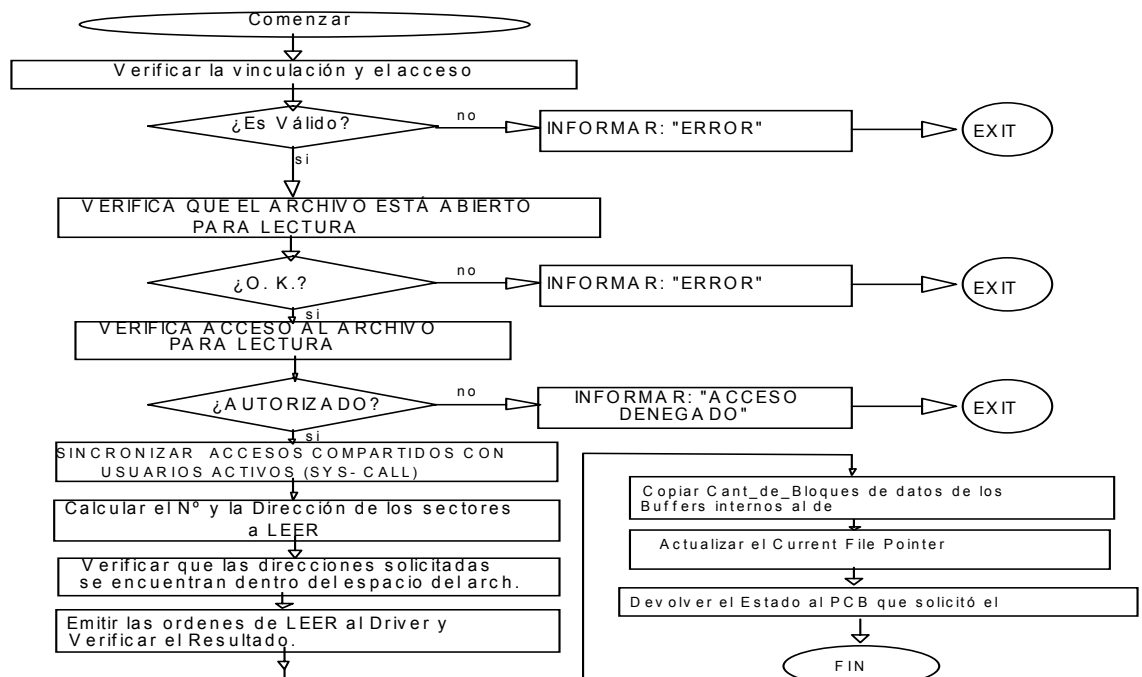 Comenzar
Verificar la vinculación y el acceso
¿Es Válido?
no
INFORMAR: "ERROR"
EXIT
si
VERIFICA QUE EL ARCHIVO ESTÁ ABIERTO
PARA LECTURA
¿O. K.?
no
INFORMAR: "ERROR"
EXIT
si
VERIFICA ACCESO AL ARCHIVO
PARA LECTURA
¿AUTORIZADO?
no
INFORMAR: "ACCESO
DENEGADO"
EXIT
si
SINCRONIZAR ACCESOS COMPARTIDOS CON
USUARIOS ACTIVOS (SYS- CALL)
Calcular el Nº y la Dirección de los sectores
a LEER
Verificar que las direcciones solicitadas
se encuentran dentro del espacio del arch.
Emitir las ordenes de LEER al Driver y
Verificar el Resultado.
Copiar Cant_de_Bloques de datos de los
Buffers internos al de
Actualizar el Current File Pointer
Devolver el Estado al PCB que solicitó el
FIN